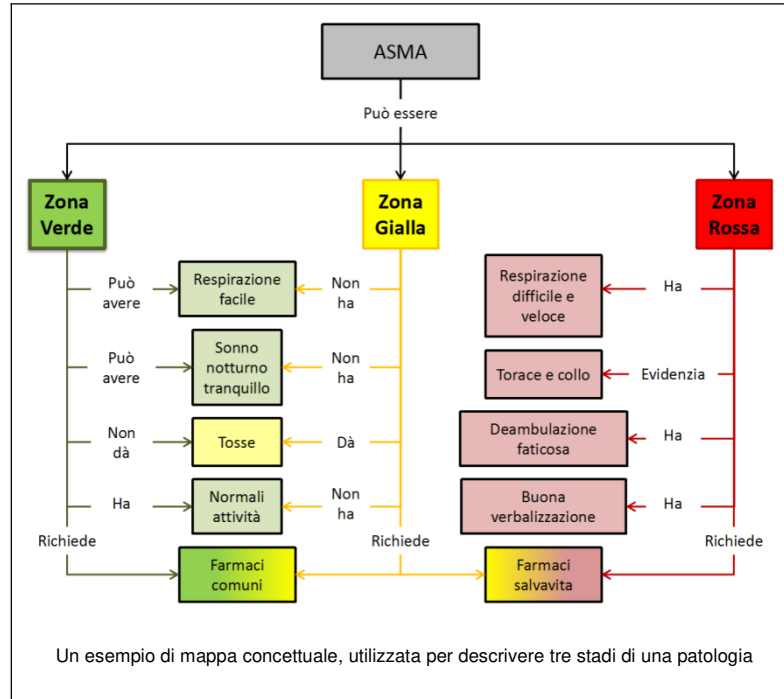 ASMA
Può essere
Zona
Verde
Zona
Gialla
Zona
Rossa
Può
avere
Respirazione
facile
Non
ha
Respirazione
difficile e
veloce
Ha
Può
avere
Sonno
notturno
tranquillo
Non
ha
Torace e collo
Evidenzia
Non
dà
Tosse
Dà
Deambulazione
faticosa
Ha
Ha
Normali
attività
Non
ha
Buona
verbalizzazione
Ha
Richiede
Farmaci
comuni
Richiede
Farmaci
salvavita
Richiede
Un esempio di mappa concettuale, utilizzata per descrivere tre stadi di una patologia